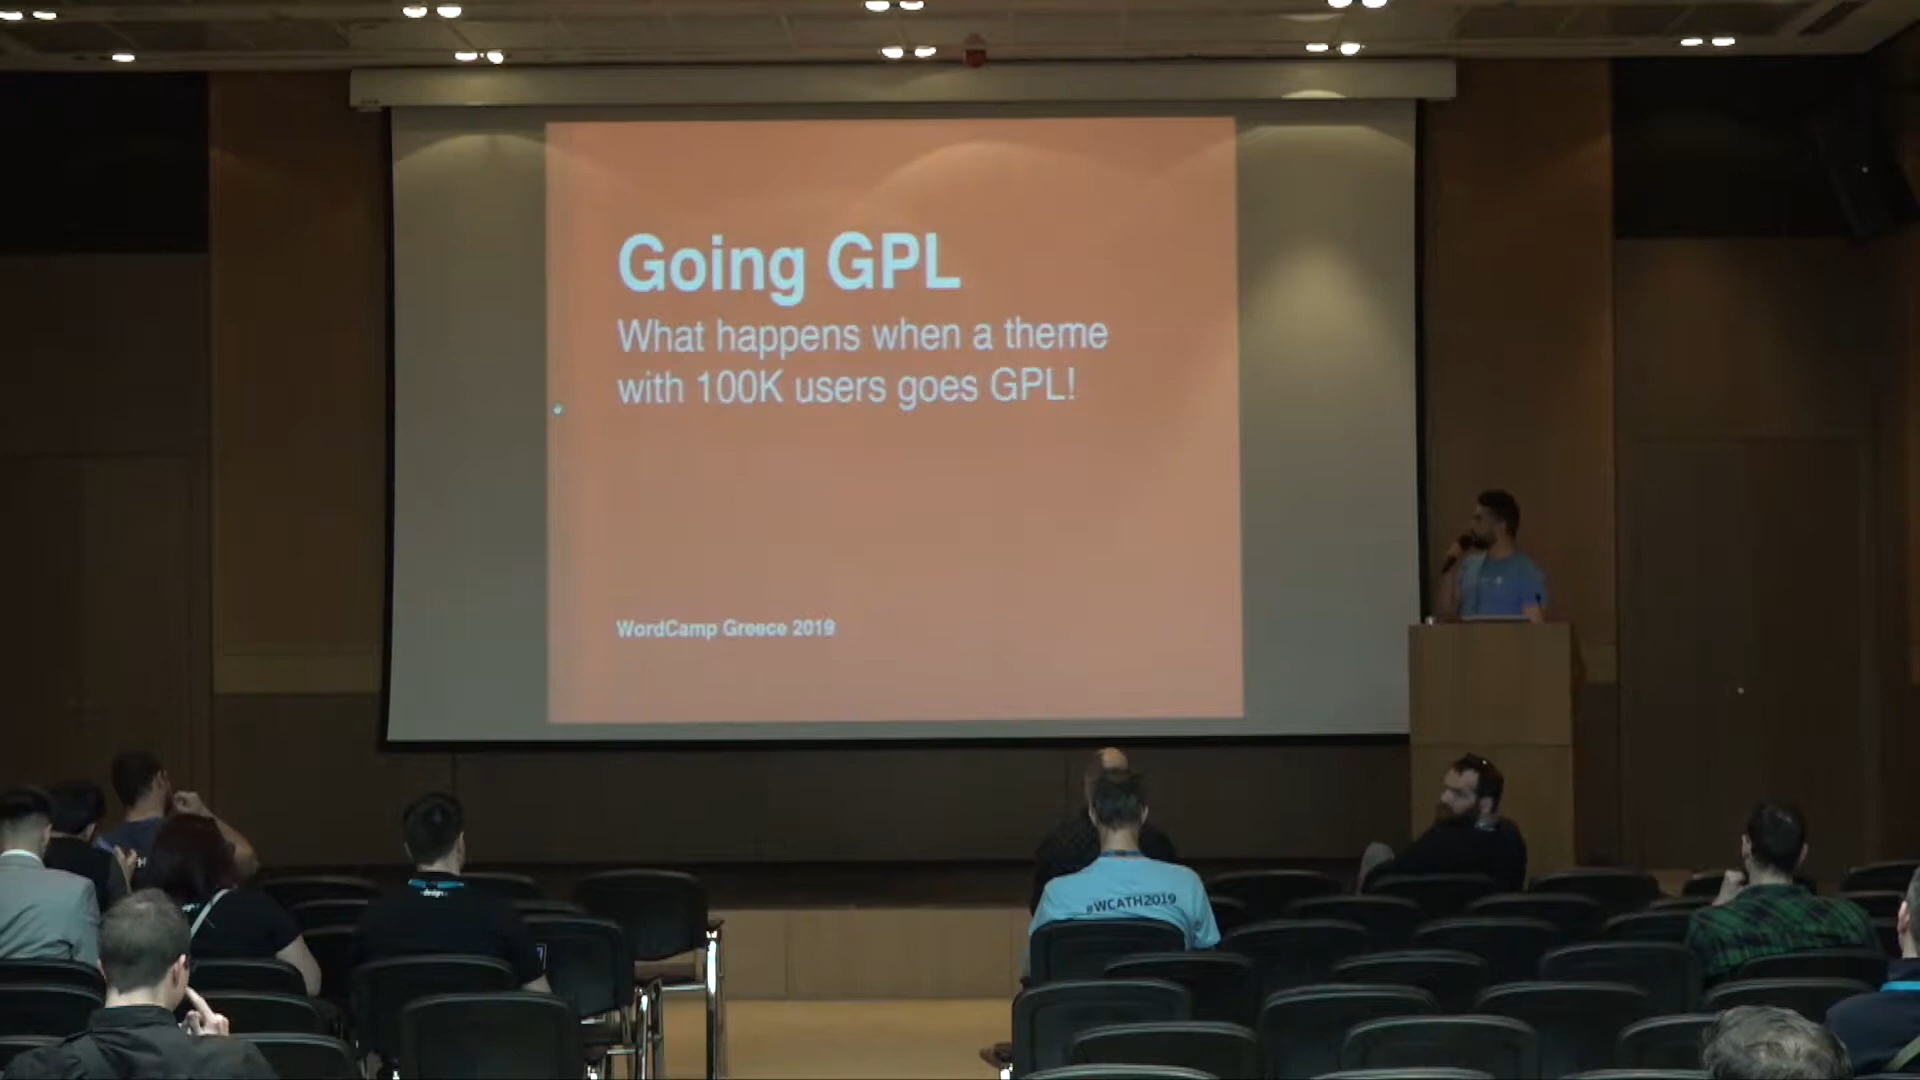 Going GPL
What happens when a theme
with 100K users goes GPL!
WordCamp Greece 2019
#WCATH2019